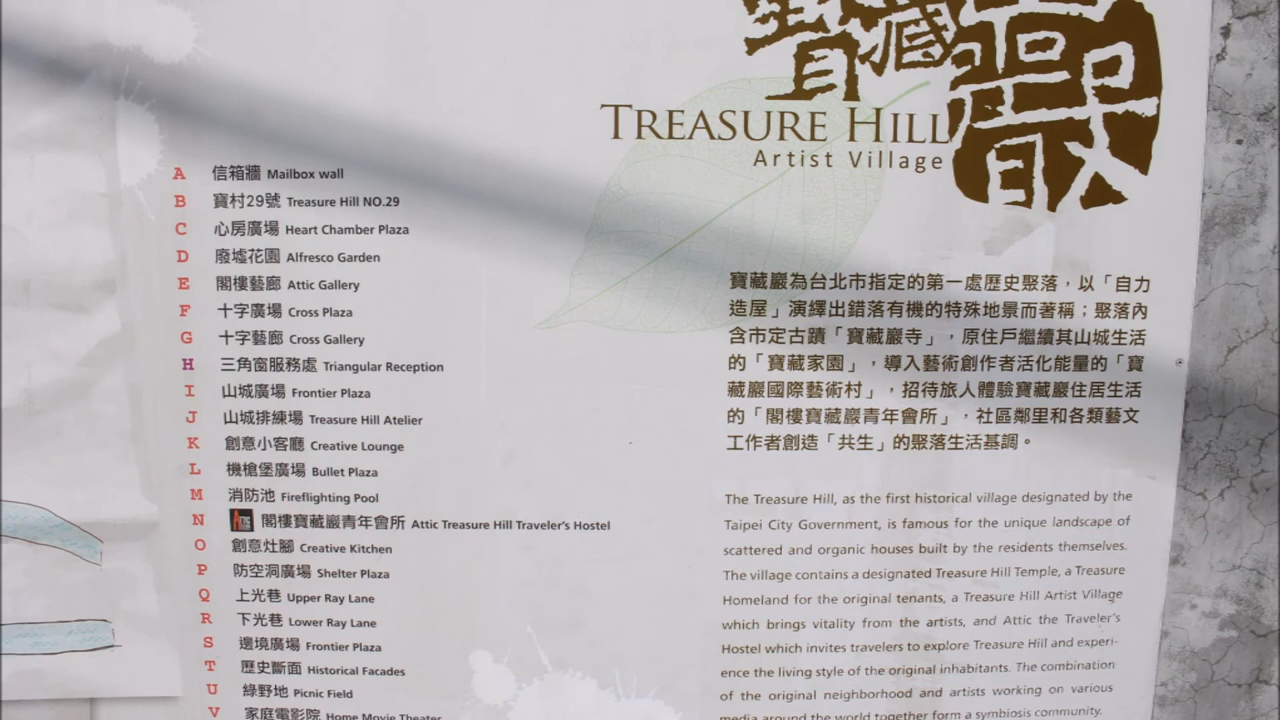 寶藏巖
TREASURE HILL
Artist Village
A 信箱牆 Mailbox wall
B 寶村29號 Treasure Hill NO.29
C 心房廣場 Heart Chamber Plaza
D 廢墟花園 Alfresco Garden
E 閣樓藝廊 Attic Gallery
F 十字廣場 Cross Plaza
G 十字藝廊 Cross Gallery
H 三角窗服務處 Triangular Reception
I 山城廣場 Frontier Plaza
J 山城排練場 Treasure Hill Atelier
K 創意小客廳 Creative Lounge
L 機槍堡廣場 Bullet Plaza
M 消防池 Fireflighting Pool
N 閣樓寶藏巖青年會所 Attic Treasure Hill Traveler's Hostel
O 創意灶腳 Creative Kitchen
P 防空洞廣場 Shelter Plaza
Q 上光巷 Upper Ray Lane
R 下光巷 Lower Ray Lane
S 邊境廣場 Frontier Plaza
T 歷史斷面 Historical Facades
U 綠野地 Picnic Field
V 家庭電影院 Home Movie Theater
寶藏巖為台北市指定的第一處歷史聚落，以「自力
造屋」演繹出錯落有機的特殊地景而著稱；聚落內
含市定古蹟「寶藏巖寺」，原住戶繼續其山城生活
的「寶藏家園」，導入藝術創作者活化能量的「寶
藏巖國際藝術村」，招待旅人體驗寶藏巖住居生活
的「閣樓寶藏巖青年會所」，社區鄰里和各類藝文
工作者創造「共生」的聚落生活基調。
The Treasure Hill, as the first historical village designated by the
Taipei City Government, is famous for the unique landscape of
scattered and organic houses built by the residents themselves.
The village contains a designated Treasure Hill Temple, a Treasure
Homeland for the original tenants, a Treasure Hill Artist Village
which brings vitality from the artists, and Attic the Traveler's
Hostel which invites travelers to explore Treasure Hill and experi-
ence the living style of the original inhabitants. The combination
of the original neighborhood and artists working on various
media around the world together form a symbiosis community.